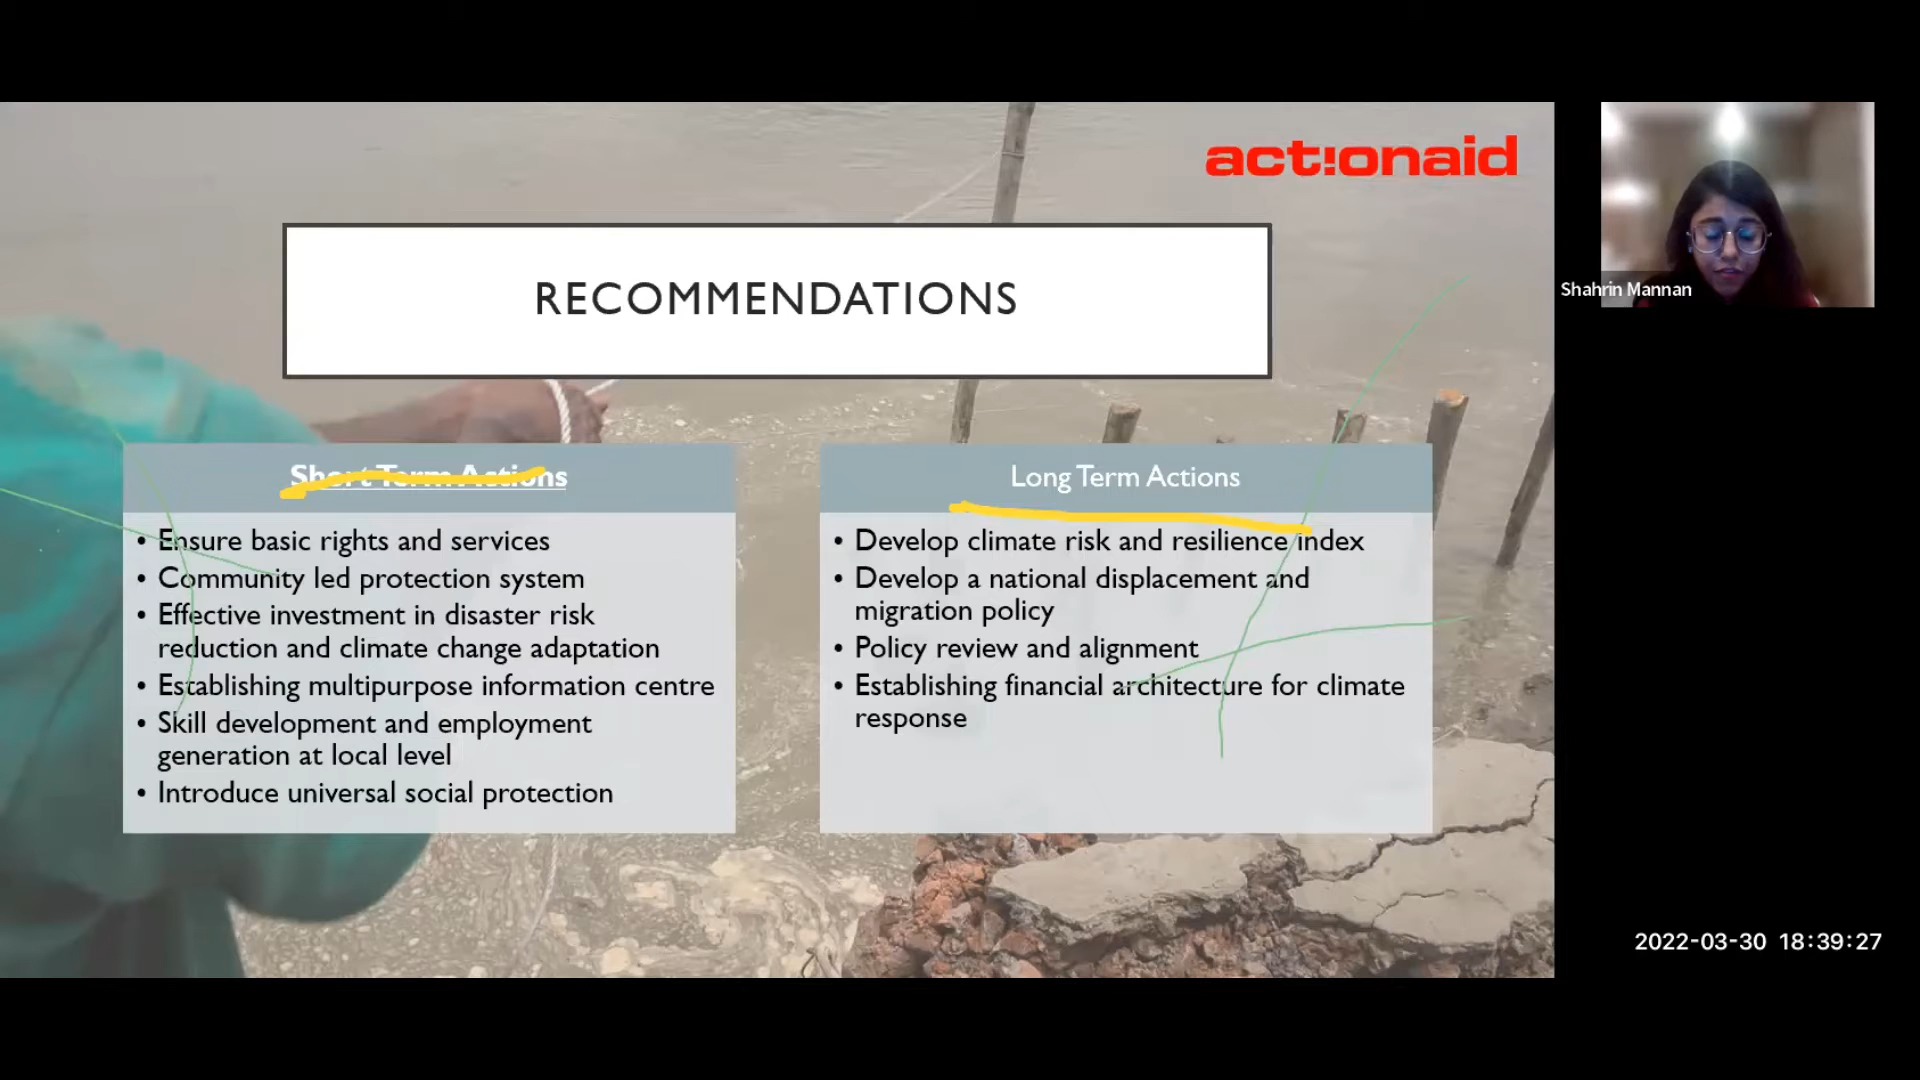 act!onaid
RECOMMENDATIONS
Short Term Actions
• Ensure basic rights and services
• Community led protection system
• Effective investment in disaster risk
reduction and climate change adaptation
• Establishing multipurpose information centre
• Skill development and employment
generation at local level
• Introduce universal social protection
Long Term Actions
• Develop climate risk and resilience index
• Develop a national displacement and
migration policy
• Policy review and alignment
• Establishing financial architecture for climate
response
Shahrin Mannan
2022-03-30 18:39:27